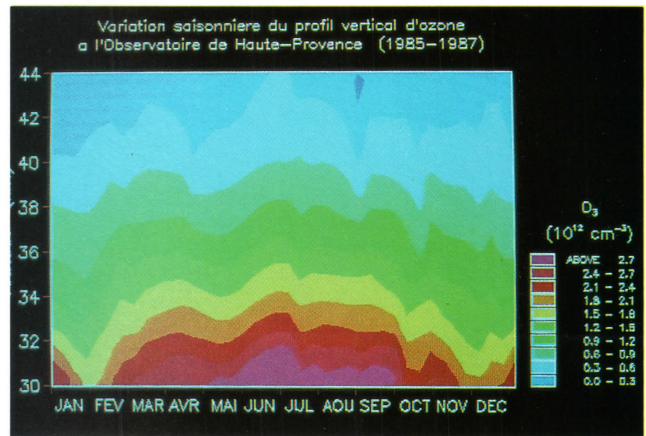 Variation saisonniere du profil vertical d'ozone
a l'Observatoire de Haute-Provence (1985-1987)
44
42
40
38
36
34
32
30
JAN FEV MAR AVR MAI JUN JUL AOU SEP OCT NOV DEC
O₃
(10¹² cm⁻³)
ABOVE 2.7
2.4 - 2.7
2.1 - 2.4
1.8 - 2.1
1.5 - 1.8
1.2 - 1.5
0.9 - 1.2
0.6 - 0.9
0.3 - 0.6
0.0 - 0.3